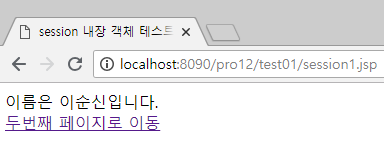 session 내장 객체 테스트
localhost:8090/pro12/test01/session1.jsp
이름은 이순신입니다.
두번째 페이지로 이동